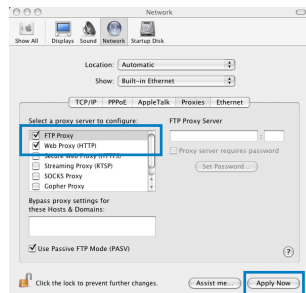 Network
Show All
Displays
Sound
Network
Startup Disk
Location: Automatic
Show: Built-in Ethernet
TCP/IP
PPPoE
AppleTalk
Proxies
Ethernet
Select a proxy server to configure:
FTP Proxy Server
FTP Proxy
:
Web Proxy (HTTP)
Secure Web Proxy (HTTPS)
Proxy server requires password
Streaming Proxy (RTSP)
Set Password...
SOCKS Proxy
Gopher Proxy
Bypass proxy settings for
these Hosts & Domains:
Use Passive FTP Mode (PASV)
?
Click the lock to prevent further changes.
Assist me...
Apply Now